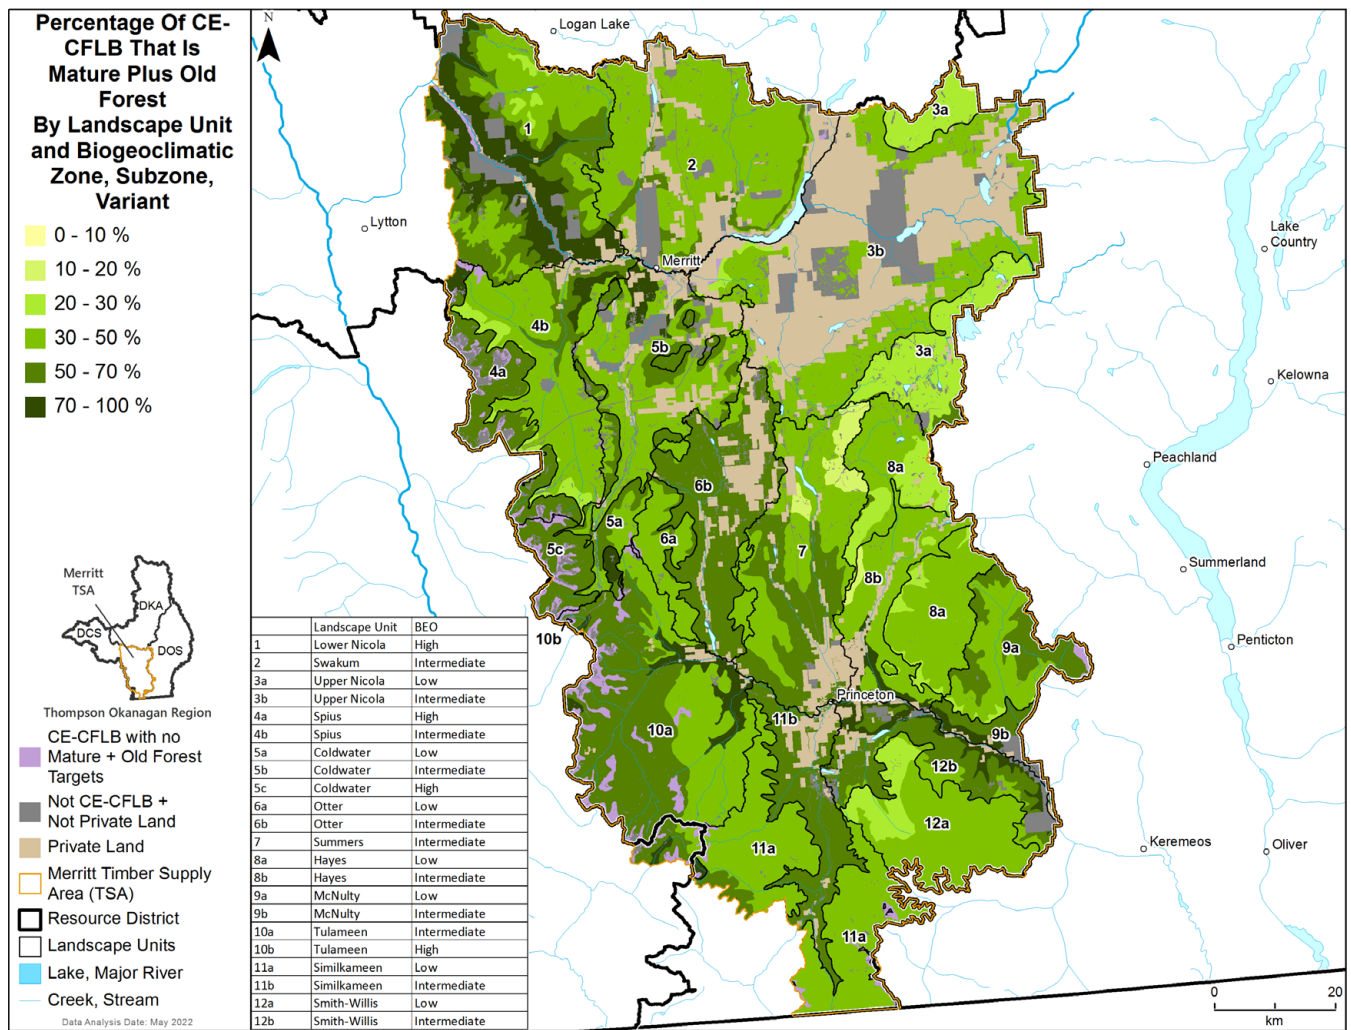 Percentage Of CE-
CFLB That Is
Mature Plus Old
Forest
By Landscape Unit
and Biogeoclimatic
Zone, Subzone,
Variant
0 - 10 %
10 - 20 %
20 - 30 %
30 - 50 %
50 - 70 %
70 - 100 %
Merritt
TSA
DKA
DCS
DOS
Thompson Okanagan Region
CE-CFLB with no
Mature + Old Forest
Targets
Not CE-CFLB +
Not Private Land
Private Land
Merritt Timber Supply
Area (TSA)
Resource District
Landscape Units
Lake, Major River
Creek, Stream
Data Analysis Date: May 2022
N
Logan Lake
3a
1
2
Lytton
Lake
Country
3b
Merritt
4b
5b
3a
4a
Kelowna
Peachland
8a
6b
5a
6a
7
5c
Summerland
8b
8a
10b
9a
Penticton
Princeton
11b
10a
9b
12b
12a
11a
Keremeos
Oliver
11a
0 20
km
Landscape Unit BEO
1 Lower Nicola High
2 Swakum Intermediate
3a Upper Nicola Low
3b Upper Nicola Intermediate
4a Spius High
4b Spius Intermediate
5a Coldwater Low
5b Coldwater Intermediate
5c Coldwater High
6a Otter Low
6b Otter Intermediate
7 Summers Intermediate
8a Hayes Low
8b Hayes Intermediate
9a McNulty Low
9b McNulty Intermediate
10a Tulameen Intermediate
10b Tulameen High
11a Similkameen Low
11b Similkameen Intermediate
12a Smith-Willis Low
12b Smith-Willis Intermediate